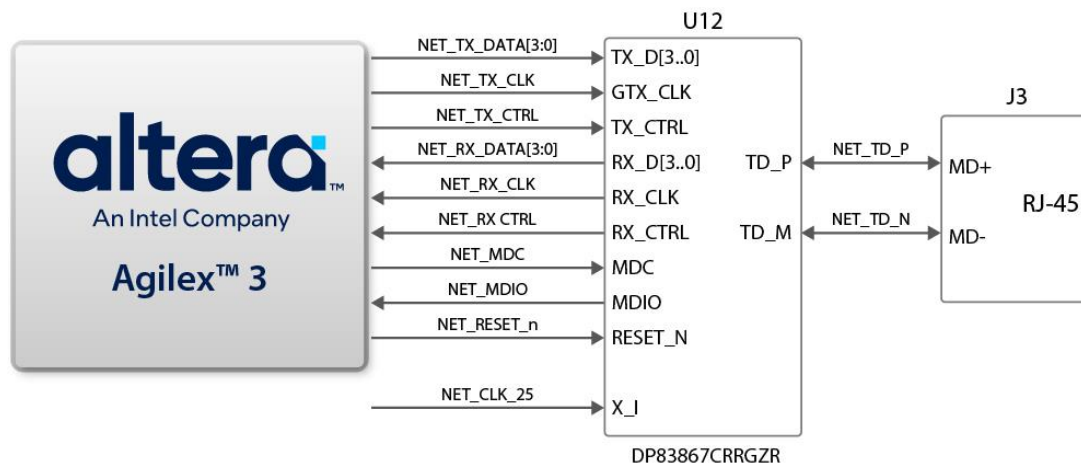 U12
NET_TX_DATA[3:0]
TX_D[3..0]
NET_TX_CLK
GTX_CLK
NET_TX_CTRL
TX_CTRL
NET_RX_DATA[3:0]
RX_D[3..0]
NET_RX_CLK
RX_CLK
NET_RX CTRL
RX_CTRL
NET_MDC
MDC
NET_MDIO
MDIO
NET_RESET_n
RESET_N
NET_CLK_25
X_I
altera™
An Intel Company
Agilex™ 3
TD_P
NET_TD_P
TD_M
NET_TD_N
J3
MD+
RJ-45
MD-
DP83867CRRGZR